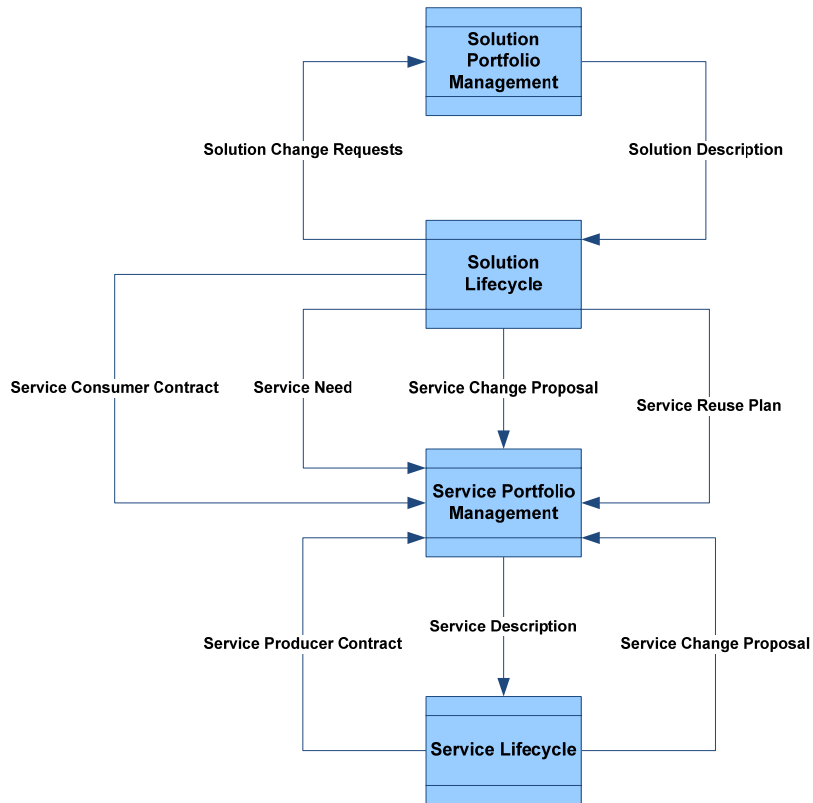 Solution
Portfolio
Management
Solution Change Requests
Solution Description
Solution
Lifecycle
Service Consumer Contract
Service Need
Service Change Proposal
Service Reuse Plan
Service Portfolio
Management
Service Description
Service Producer Contract
Service Change Proposal
Service Lifecycle